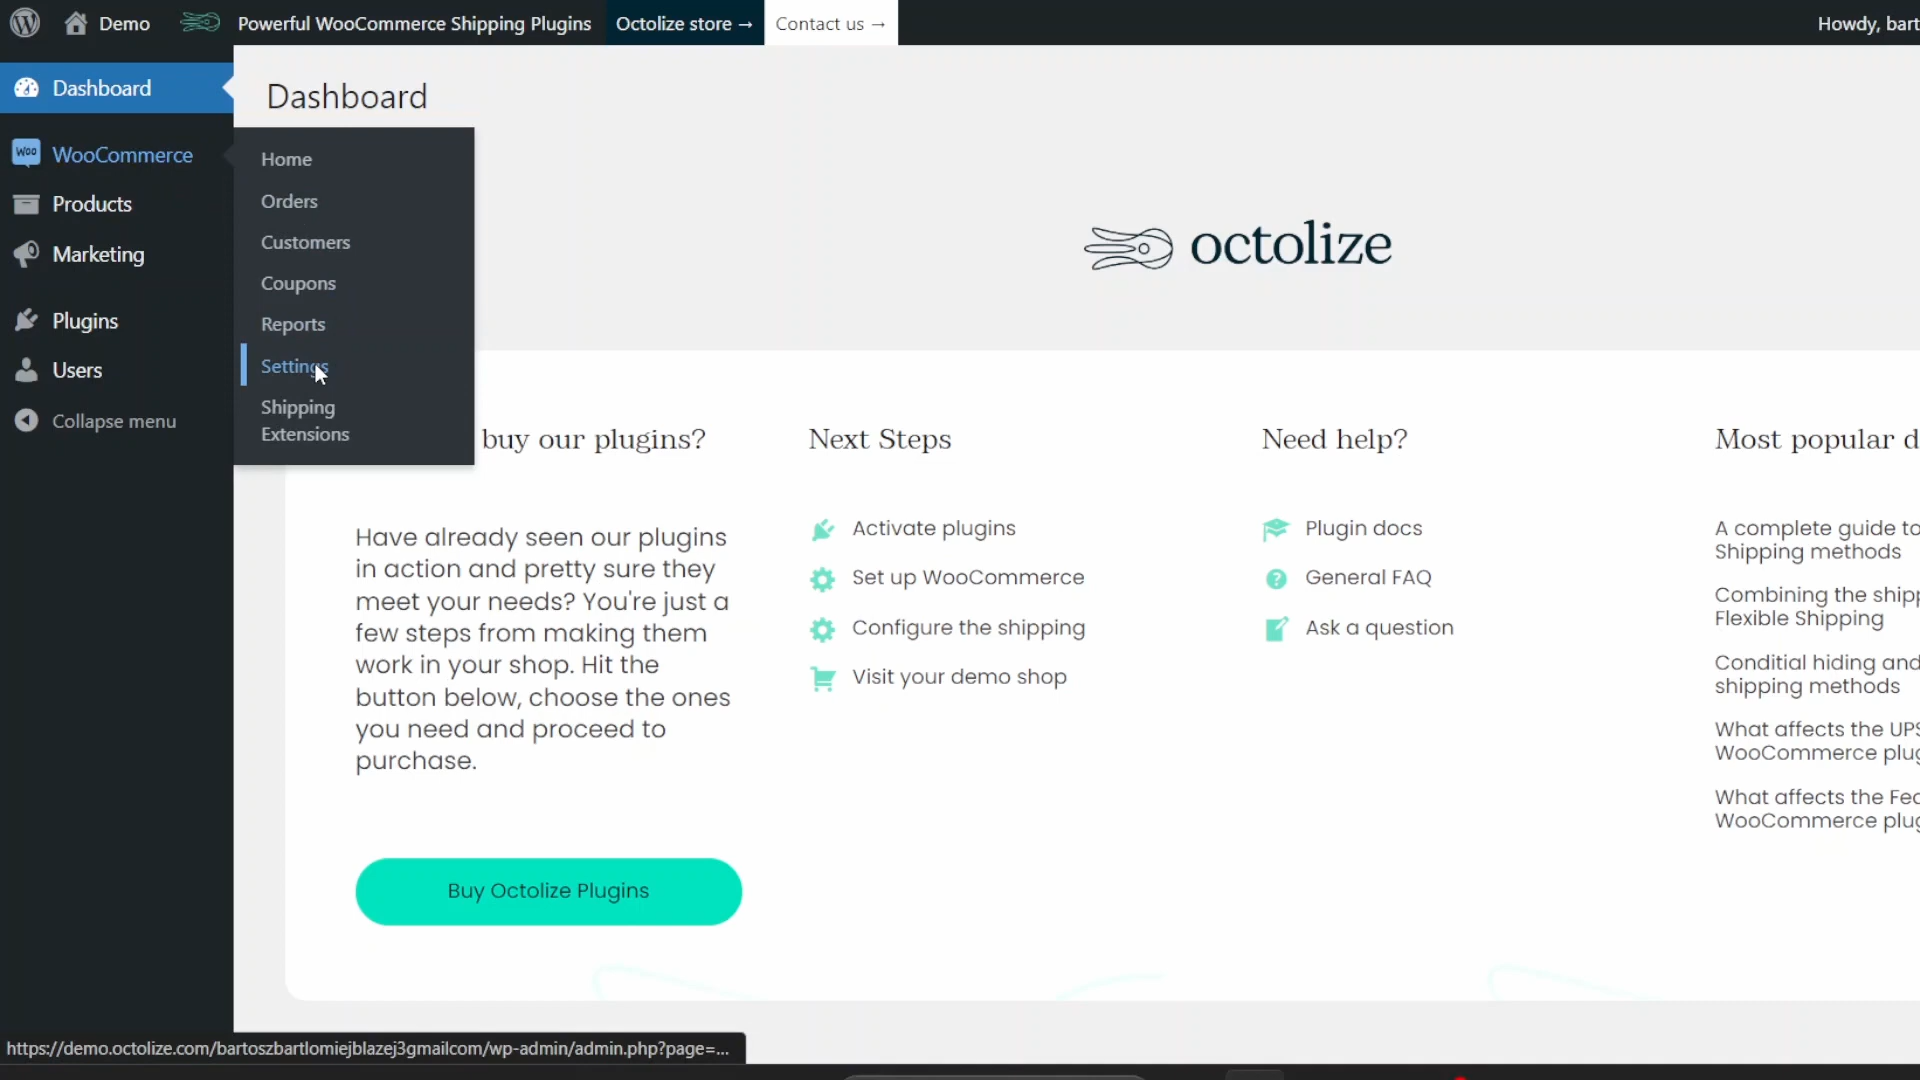 Demo
Powerful WooCommerce Shipping Plugins
Octolize store →
Contact us →
Howdy, bart
Dashboard
WooCommerce
Products
Marketing
Plugins
Users
Collapse menu
Home
Orders
Customers
Coupons
Reports
Settings
Shipping
Extensions
Dashboard
octolize
buy our plugins?
Have already seen our plugins
in action and pretty sure they
meet your needs? You're just a
few steps from making them
work in your shop. Hit the
button below, choose the ones
you need and proceed to
purchase.
Buy Octolize Plugins
Next Steps
Activate plugins
Set up WooCommerce
Configure the shipping
Visit your demo shop
Need help?
Plugin docs
General FAQ
Ask a question
Most popular d
A complete guide to
Shipping methods
Combining the shipp
Flexible Shipping
Conditial hiding and
shipping methods
What affects the UPS
WooCommerce plug
What affects the Fed
WooCommerce plug
https://demo.octolize.com/bartoszbartlomiejblazej3gmailcom/wp-admin/admin.php?page=...